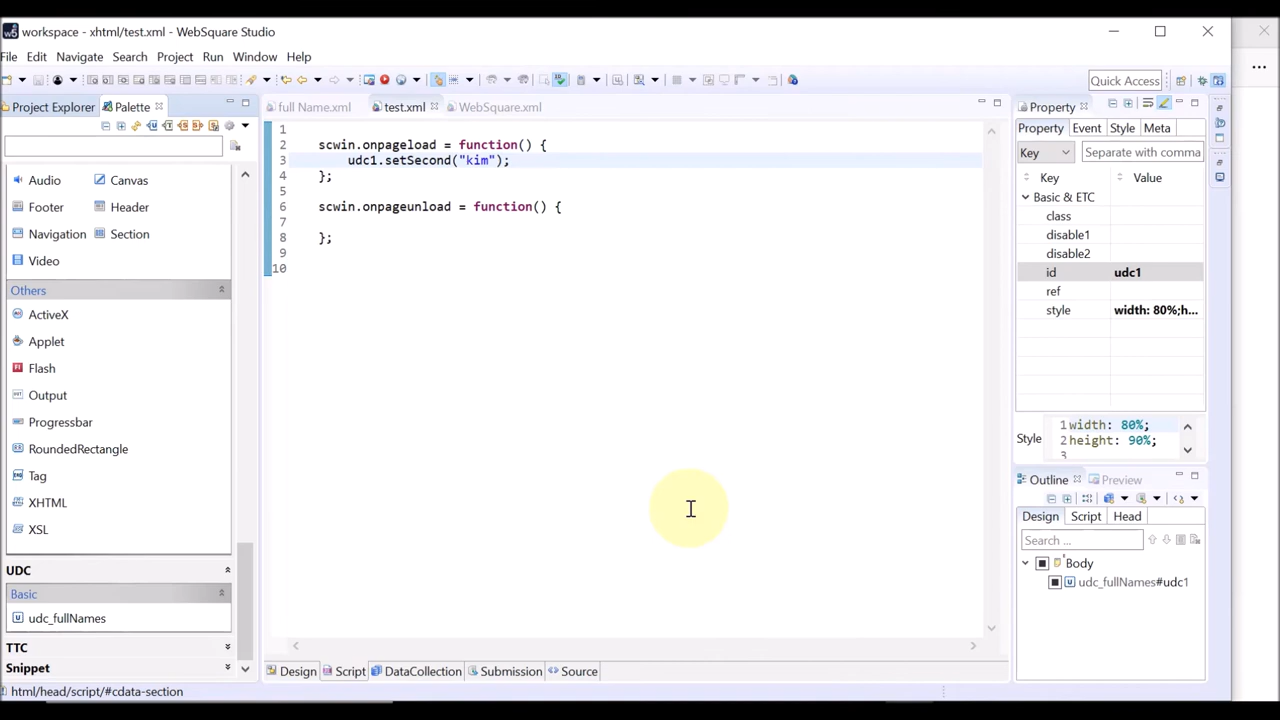 workspace - xhtml/test.xml - WebSquare Studio
File Edit Navigate Search Project Run Window Help
Quick Access
Project Explorer Palette full Name.xml test.xml WebSquare.xml Property
Property Event Style Meta
Key Separate with comma
Key Value
Basic & ETC
class
disable1
disable2
id udc1
ref
style width: 80%;h...
Style 1 width: 80%;
2 height: 90%;
3
Outline Preview
Design Script Head
Search ...
Body
udc_fullNames#udc1
Audio Canvas
Footer Header
Navigation Section
Video
Others
ActiveX
Applet
Flash
Output
Progressbar
RoundedRectangle
Tag
XHTML
XSL
UDC
Basic
udc_fullNames
TTC
Snippet
1
2 scwin.onpageload = function() {
3 udc1.setSecond("kim");
4 };
5
6 scwin.onpageunload = function() {
7
8 };
9
10
Design Script DataCollection Submission Source
html/head/script/#cdata-section